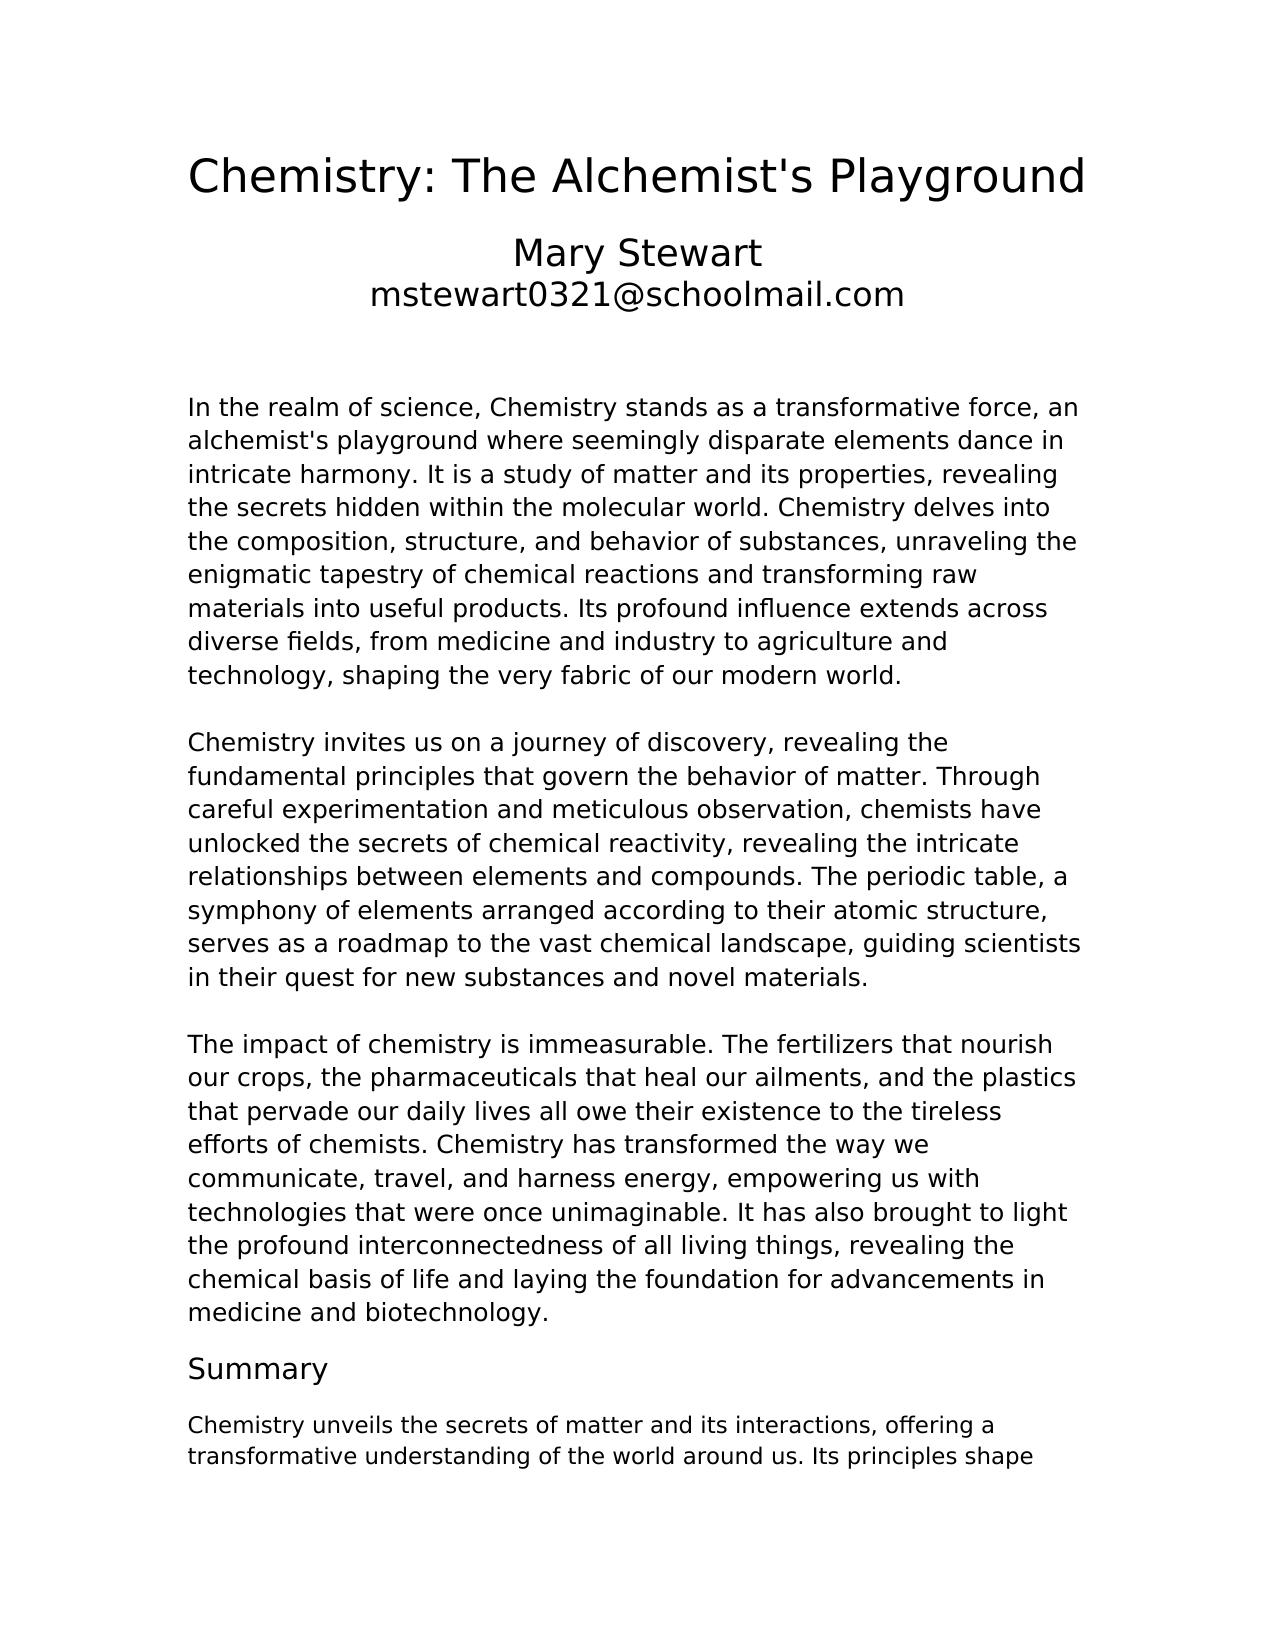 Chemistry: The Alchemist's Playground
Mary Stewart
mstewart0321@schoolmail.com
In the realm of science, Chemistry stands as a transformative force, an
alchemist's playground where seemingly disparate elements dance in
intricate harmony. It is a study of matter and its properties, revealing
the secrets hidden within the molecular world. Chemistry delves into
the composition, structure, and behavior of substances, unraveling the
enigmatic tapestry of chemical reactions and transforming raw
materials into useful products. Its profound influence extends across
diverse fields, from medicine and industry to agriculture and
technology, shaping the very fabric of our modern world.
Chemistry invites us on a journey of discovery, revealing the
fundamental principles that govern the behavior of matter. Through
careful experimentation and meticulous observation, chemists have
unlocked the secrets of chemical reactivity, revealing the intricate
relationships between elements and compounds. The periodic table, a
symphony of elements arranged according to their atomic structure,
serves as a roadmap to the vast chemical landscape, guiding scientists
in their quest for new substances and novel materials.
The impact of chemistry is immeasurable. The fertilizers that nourish
our crops, the pharmaceuticals that heal our ailments, and the plastics
that pervade our daily lives all owe their existence to the tireless
efforts of chemists. Chemistry has transformed the way we
communicate, travel, and harness energy, empowering us with
technologies that were once unimaginable. It has also brought to light
the profound interconnectedness of all living things, revealing the
chemical basis of life and laying the foundation for advancements in
medicine and biotechnology.
Summary
Chemistry unveils the secrets of matter and its interactions, offering a
transformative understanding of the world around us. Its principles shape